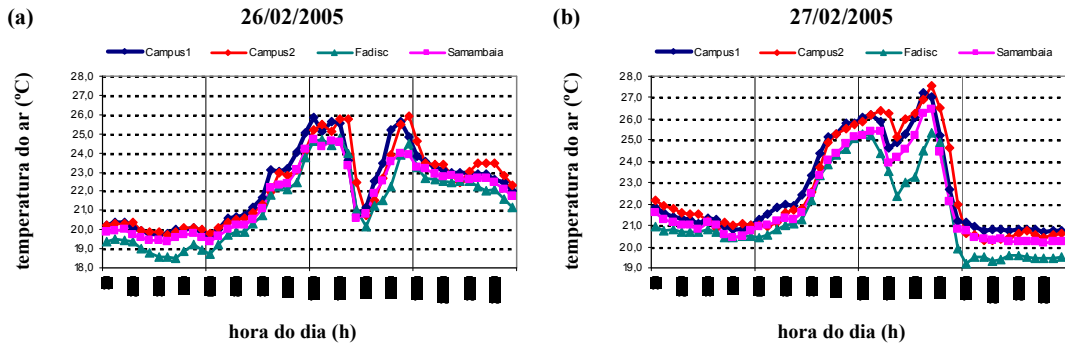 (a)
26/02/2005
Campus1 Campus2 Fadisc Samambaia
temperatura do ar (ºC)
28,0
27,0
26,0
25,0
24,0
23,0
22,0
21,0
20,0
19,0
18,0
hora do dia (h)
(b)
27/02/2005
Campus1 Campus2 Fadisc Samambaia
temperatura do ar (ºC)
28,0
27,0
26,0
25,0
24,0
23,0
22,0
21,0
20,0
19,0
hora do dia (h)